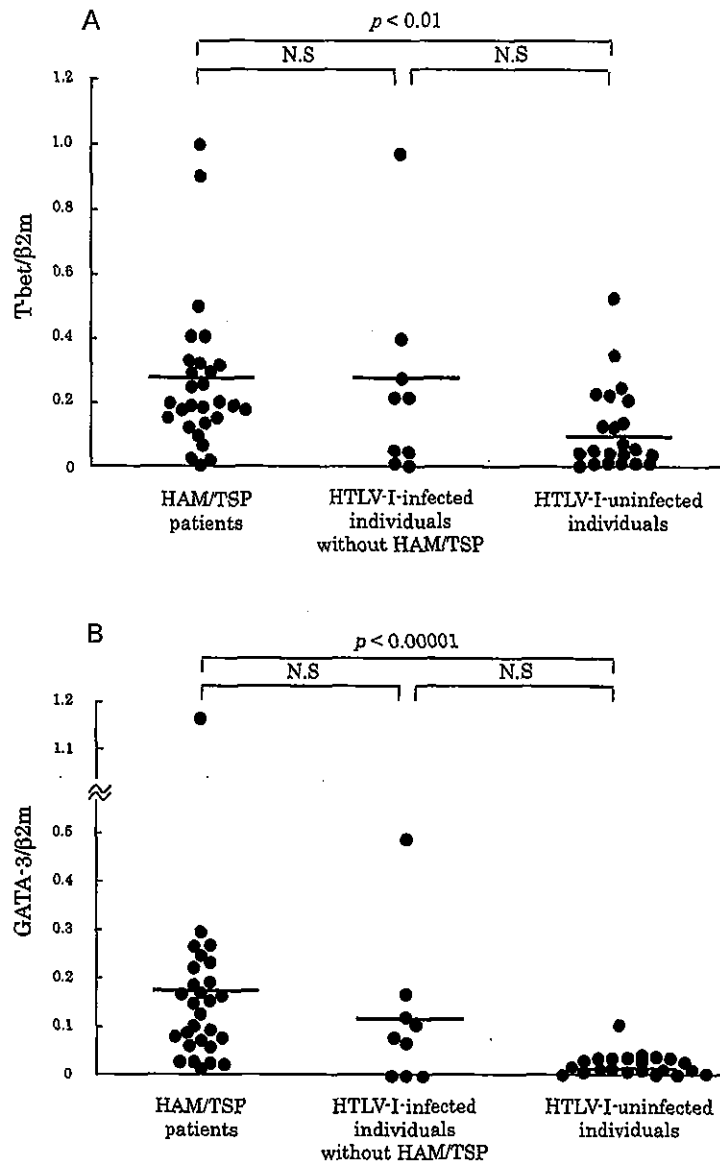 A
p < 0.01
N.S N.S
T-bet/β2m
1.2
1.0
0.8
0.6
0.4
0.2
0
HAM/TSP
patients
HTLV-I-infected
individuals
without HAM/TSP
HTLV-I-uninfected
individuals
B
p < 0.00001
N.S N.S
GATA-3/β2m
1.2
1.1
0.5
0.4
0.3
0.2
0.1
0
HAM/TSP
patients
HTLV-I-infected
individuals
without HAM/TSP
HTLV-I-uninfected
individuals